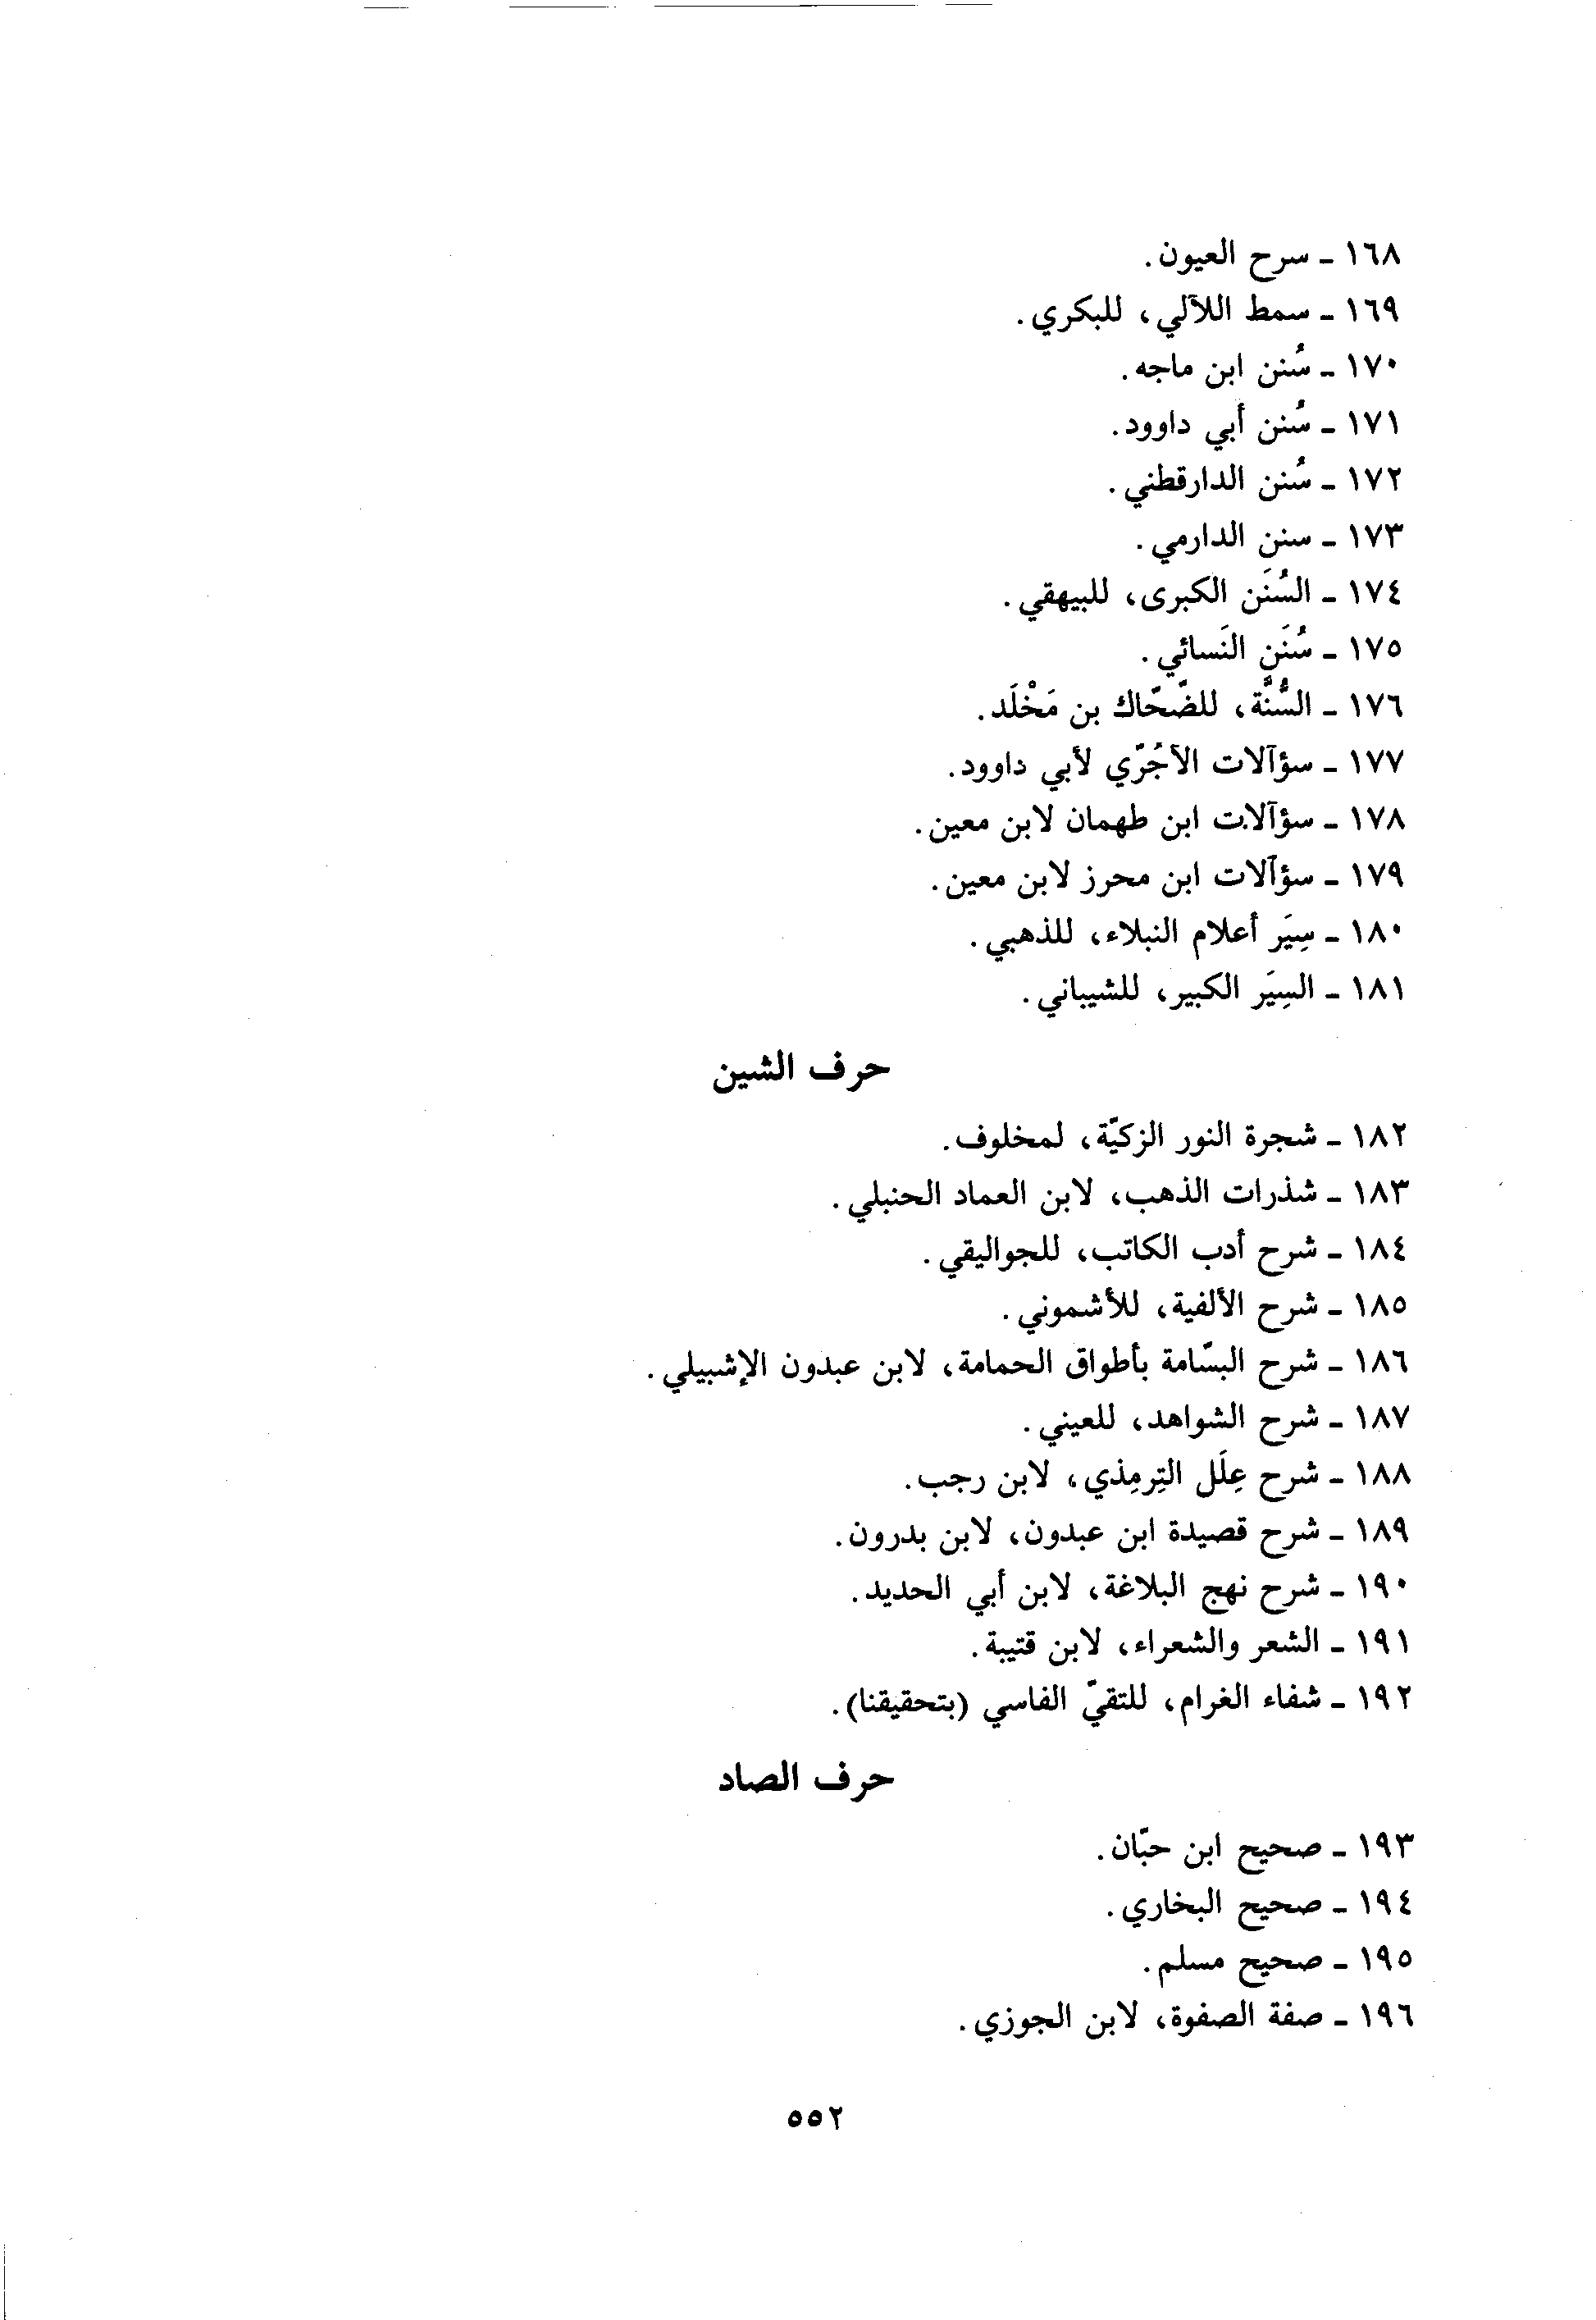 ١٦٨ - سرح العيون.
١٦٩ - سمط اللآلي، للبكري.
١٧٠ - سُنن ابن ماجه.
١٧١ - سُنن أبي داوود.
١٧٢ - سُنن الدارقطني.
١٧٣ - سنن الدارمي.
١٧٤ - السُنَن الكبرى، للبيهقي.
١٧٥ - سُنَن النَسائي.
١٧٦ - السُّنَّة، للضّحّاك بن مَخْلَد.
١٧٧ - سؤآلات الآجُرّي لأبي داوود.
١٧٨ - سؤآلات ابن طهمان لابن معين.
١٧٩ - سؤآلات ابن محرز لابن معين.
١٨٠ - سِيَر أعلام النبلاء، للذهبي.
١٨١ - السِيَر الكبير، للشيباني.
حرف الشين
١٨٢ - شجرة النور الزكيّة، لمخلوف.
١٨٣ - شذرات الذهب، لابن العماد الحنبلي.
١٨٤ - شرح أدب الكاتب، للجواليقي.
١٨٥ - شرح الألفية، للأشموني.
١٨٦ - شرح البسّامة بأطواق الحمامة، لابن عبدون الإشبيلي.
١٨٧ - شرح الشواهد، للعيني.
١٨٨ - شرح عِلَل التِرمِذي، لابن رجب.
١٨٩ - شرح قصيدة ابن عبدون، لابن بدرون.
١٩٠ - شرح نهج البلاغة، لابن أبي الحديد.
١٩١ - الشعر والشعراء، لابن قتيبة.
١٩٢ - شفاء الغرام، للتقيّ الفاسي (بتحقيقنا).
حرف الصاد
١٩٣ - صحيح ابن حبّان.
١٩٤ - صحيح البخاري.
١٩٥ - صحيح مسلم.
١٩٦ - صفة الصفوة، لابن الجوزي.
٥٥٢